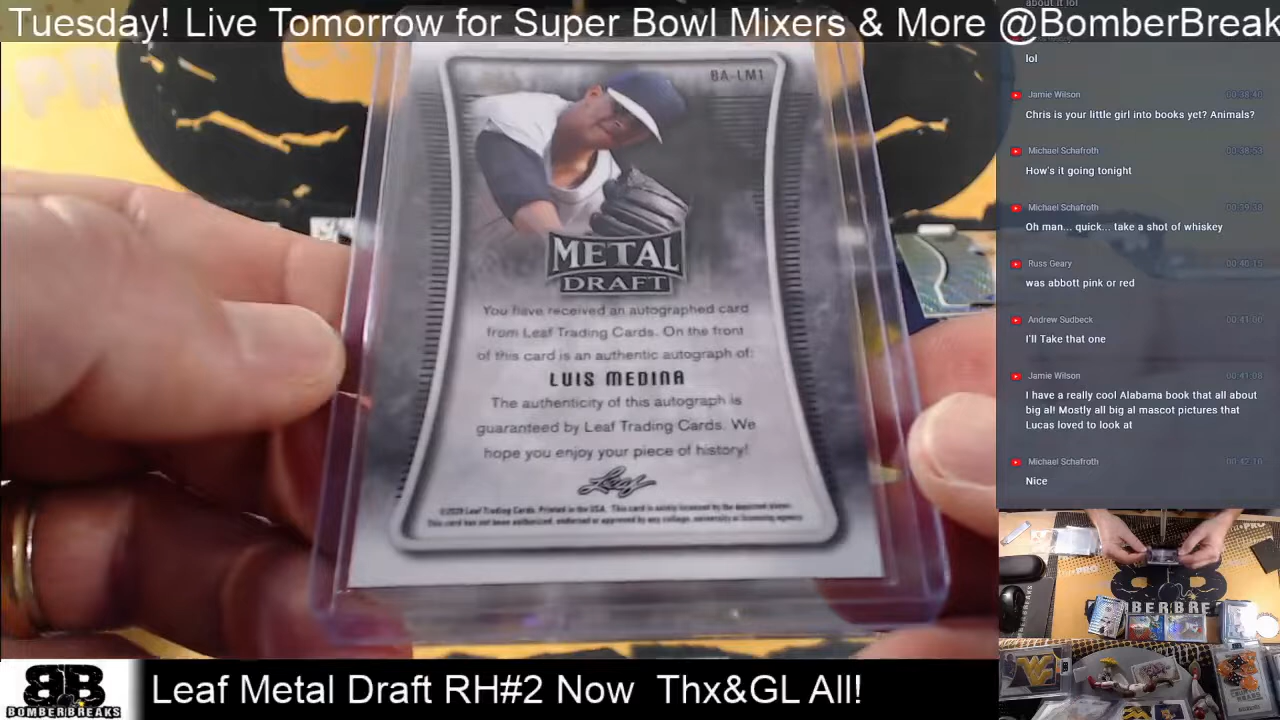 Tuesday! Live Tomorrow for Super Bowl Mixers & More @BomberBreak
BA-LM1
METAL
DRAFT
You have received an autographed card
from Leaf Trading Cards. On the front
of this card is an authentic autograph of:
LUIS MEDINA
The authenticity of this autograph is
guaranteed by Leaf Trading Cards. We
hope you enjoy your piece of history!
Leaf
about it lol
lol
Jamie Wilson
Chris is your little girl into books yet? Animals?
Michael Schafroth
How's it going tonight
Michael Schafroth
Oh man... quick... take a shot of whiskey
Russ Geary
was abbott pink or red
Andrew Sudbeck
I'll Take that one
Jamie Wilson
I have a really cool Alabama book that all about
big al! Mostly all big al mascot pictures that
Lucas loved to look at
Michael Schafroth
Nice
BB
BOMBERBREAKS
Leaf Metal Draft RH#2 Now Thx&GL All!